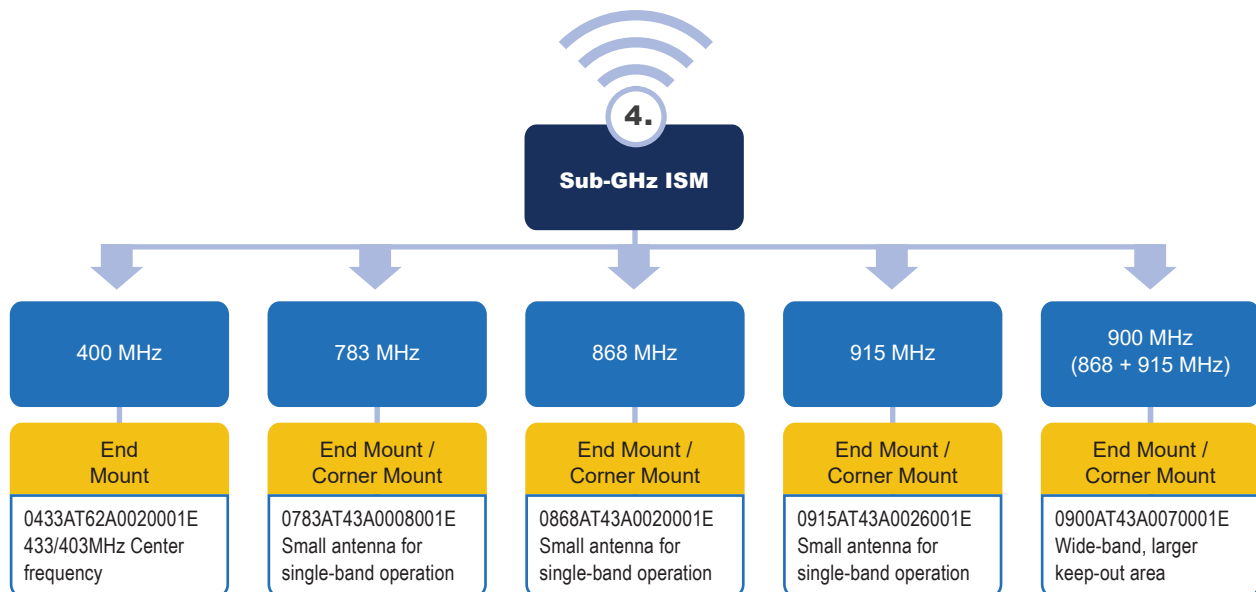 4.
Sub-GHz ISM
400 MHz
783 MHz
868 MHz
915 MHz
900 MHz
(868 + 915 MHz)
End
Mount
End Mount /
Corner Mount
End Mount /
Corner Mount
End Mount /
Corner Mount
End Mount /
Corner Mount
0433AT62A0020001E
433/403MHz Center
frequency
0783AT43A0008001E
Small antenna for
single-band operation
0868AT43A0020001E
Small antenna for
single-band operation
0915AT43A0026001E
Small antenna for
single-band operation
0900AT43A0070001E
Wide-band, larger
keep-out area